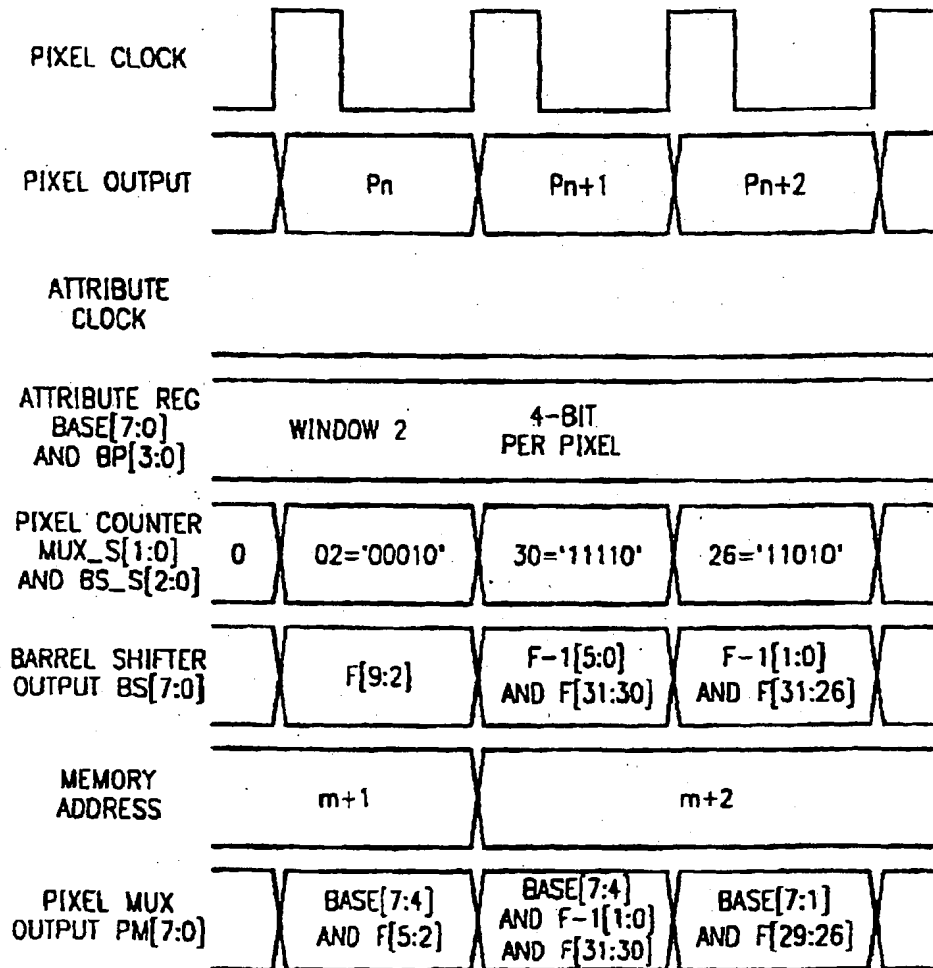 PIXEL CLOCK
PIXEL OUTPUT
Pn
Pn+1
Pn+2
ATTRIBUTE
CLOCK
ATTRIBUTE REG
BASE[7:0]
AND BP[3:0]
WINDOW 2
4-BIT
PER PIXEL
PIXEL COUNTER
MUX_S[1:0]
AND BS_S[2:0]
0
02='00010'
30='11110'
26='11010'
BARREL SHIFTER
OUTPUT BS[7:0]
F[9:2]
F-1[5:0]
AND F[31:30]
F-1[1:0]
AND F[31:26]
MEMORY
ADDRESS
m+1
m+2
PIXEL MUX
OUTPUT PM[7:0]
BASE[7:4]
AND F[5:2]
BASE[7:4]
AND F-1[1:0]
AND F[31:30]
BASE[7:1]
AND F[29:26]